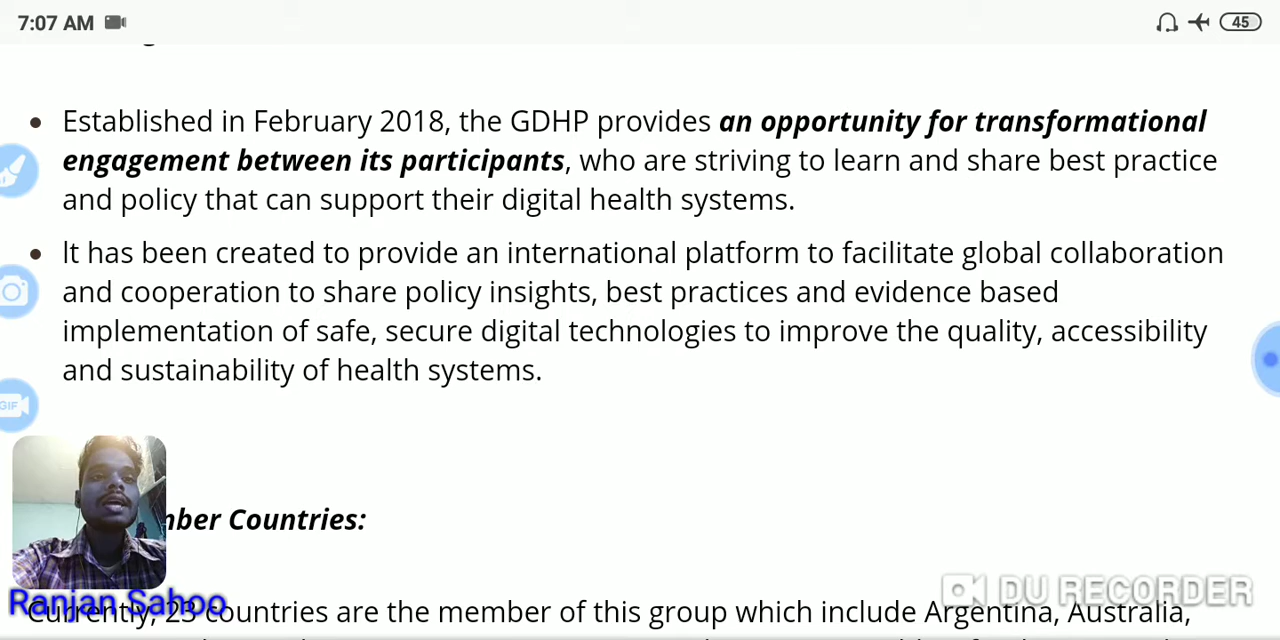 7:07 AM
45
Established in February 2018, the GDHP provides an opportunity for transformational
engagement between its participants, who are striving to learn and share best practice
and policy that can support their digital health systems.
It has been created to provide an international platform to facilitate global collaboration
and cooperation to share policy insights, best practices and evidence based
implementation of safe, secure digital technologies to improve the quality, accessibility
and sustainability of health systems.
GIF
Countries:
DU RECORDER
Ranjan Sahoo
Currently, 23 countries are the member of this group which include Argentina, Australia,